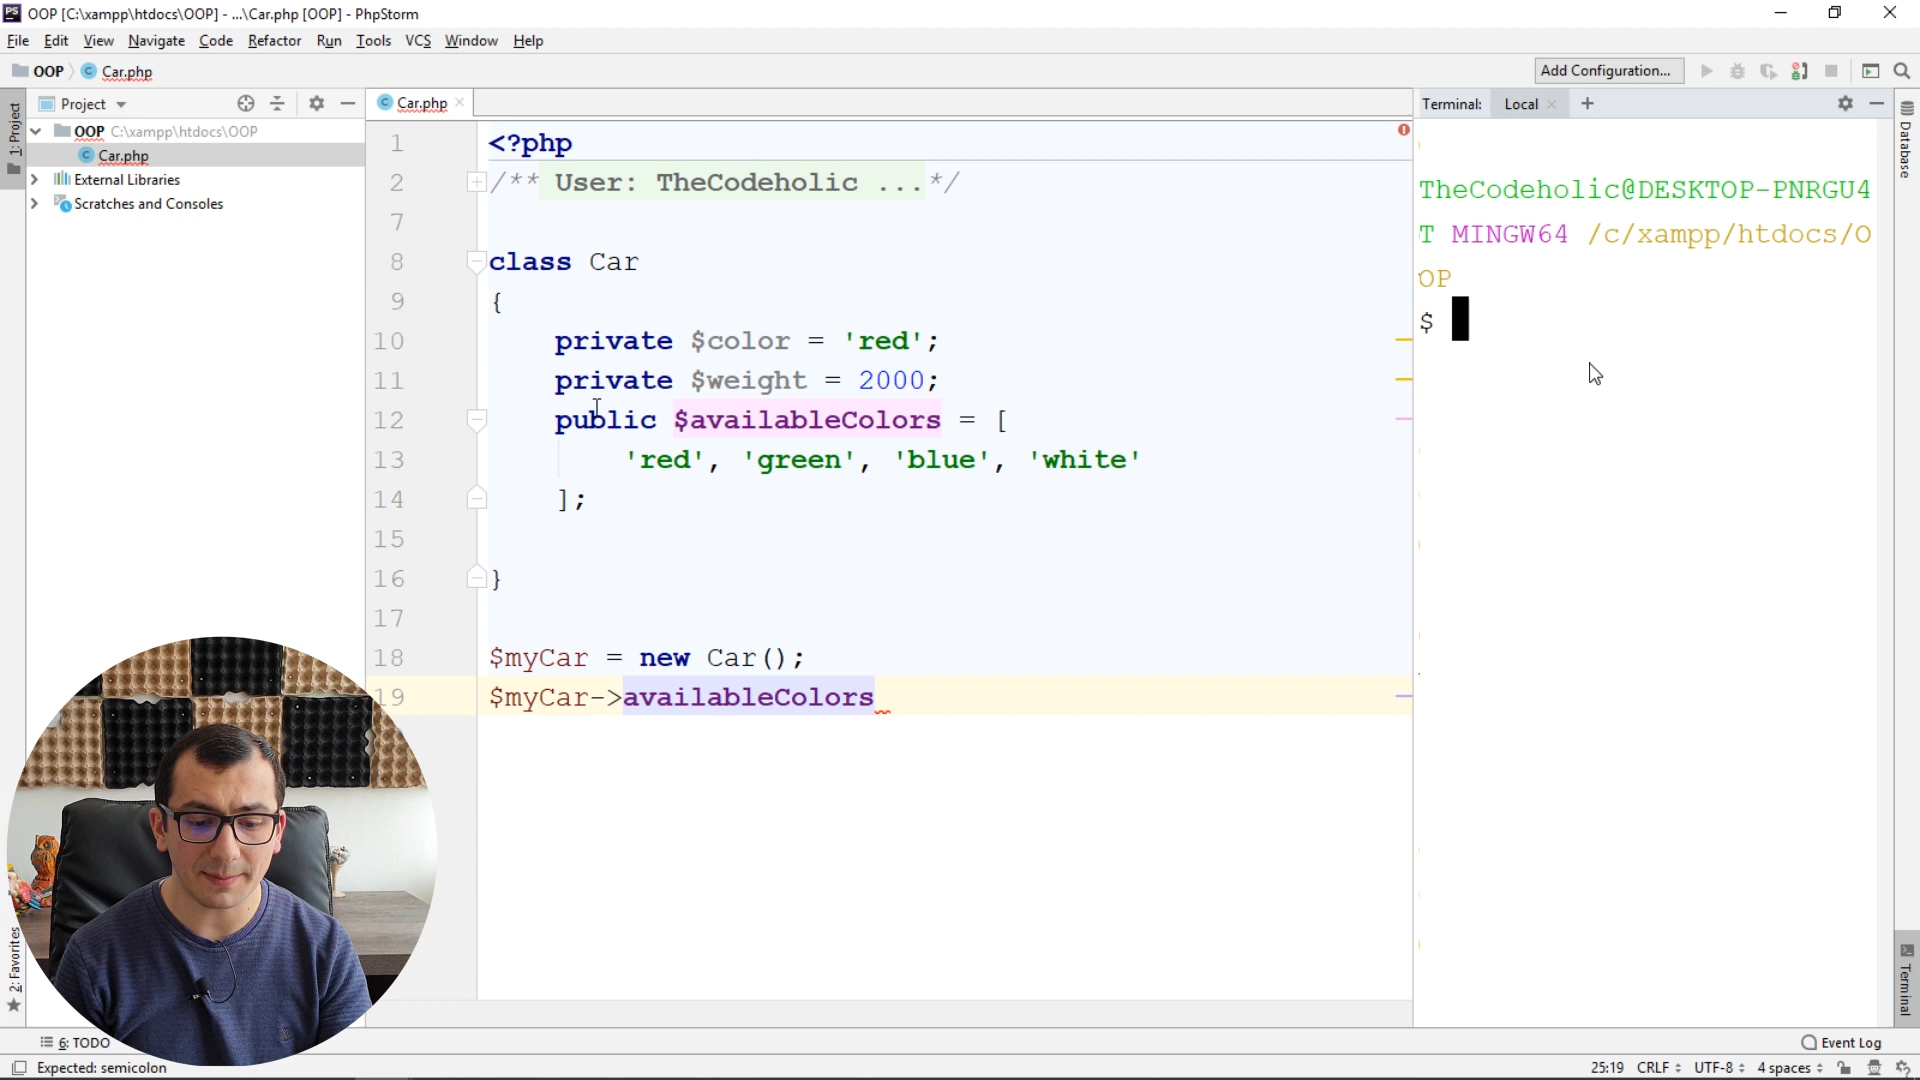 OOP [C:\xampp\htdocs\OOP] - ...\Car.php [OOP] - PhpStorm
File Edit View Navigate Code Refactor Run Tools VCS Window Help
OOP Car.php
Add Configuration...
1: Project
Project
Car.php
Terminal: Local +
Database
OOP C:\xampp\htdocs\OOP
Car.php
External Libraries
Scratches and Consoles
1 <?php
2 /** User: TheCodeholic ...*/
7
8 class Car
9 {
10 private $color = 'red';
11 private $weight = 2000;
12 public $availableColors = [
13 'red', 'green', 'blue', 'white'
14 ];
15
16 }
17
18 $myCar = new Car();
19 $myCar->availableColors
TheCodeholic@DESKTOP-PNRGU4
T MINGW64 /c/xampp/htdocs/O
OP
$
2: Favorites
Terminal
6: TODO
Event Log
Expected: semicolon
25:19 CRLF UTF-8 4 spaces